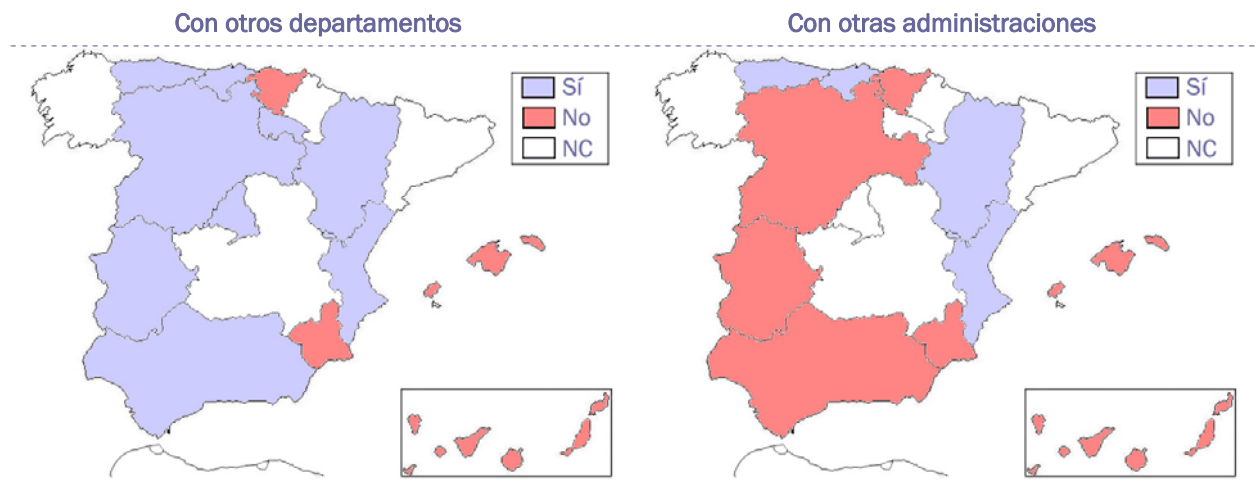 Con otros departamentos
Con otras administraciones
Sí
No
NC
Sí
No
NC